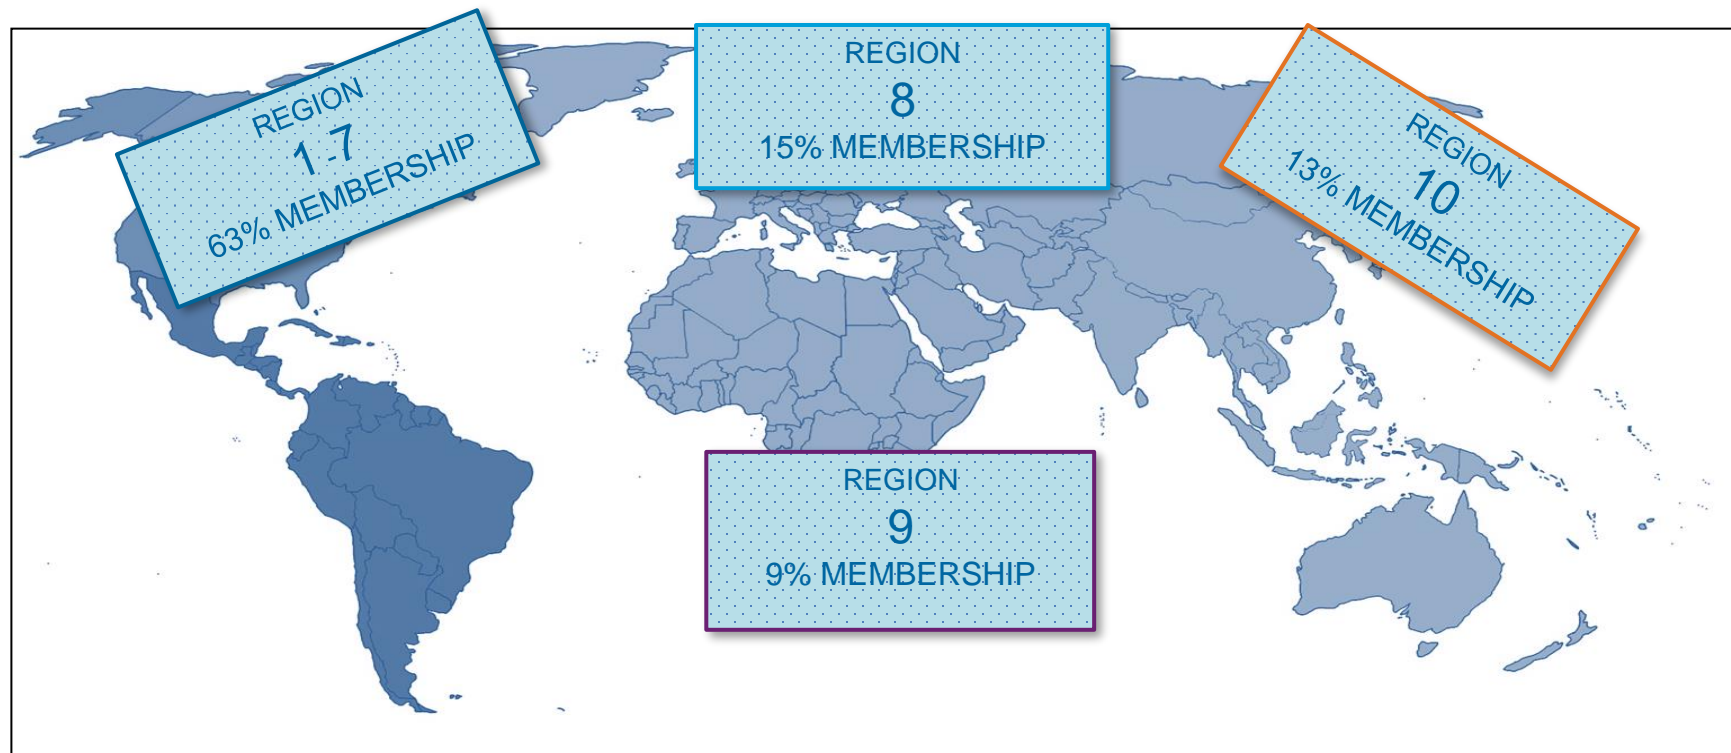 REGION
1 -7
63% MEMBERSHIP
REGION
8
15% MEMBERSHIP
REGION
10
13% MEMBERSHIP
REGION
9
9% MEMBERSHIP